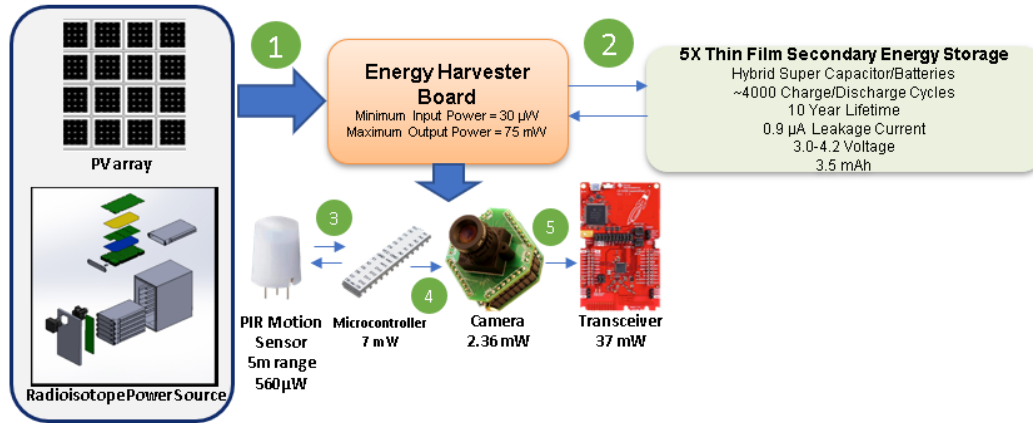 1
2
Energy Harvester
Board
Minimum Input Power = 30 µW
Maximum Output Power = 75 mW
5X Thin Film Secondary Energy Storage
Hybrid Super Capacitor/Batteries
~4000 Charge/Discharge Cycles
10 Year Lifetime
0.9 µA Leakage Current
3.0-4.2 Voltage
3.5 mAh
PV array
Radioisotope Power Source
3
4
5
PIR Motion
Sensor
5m range
560µW
Microcontroller
7 mW
Camera
2.36 mW
Transceiver
37 mW